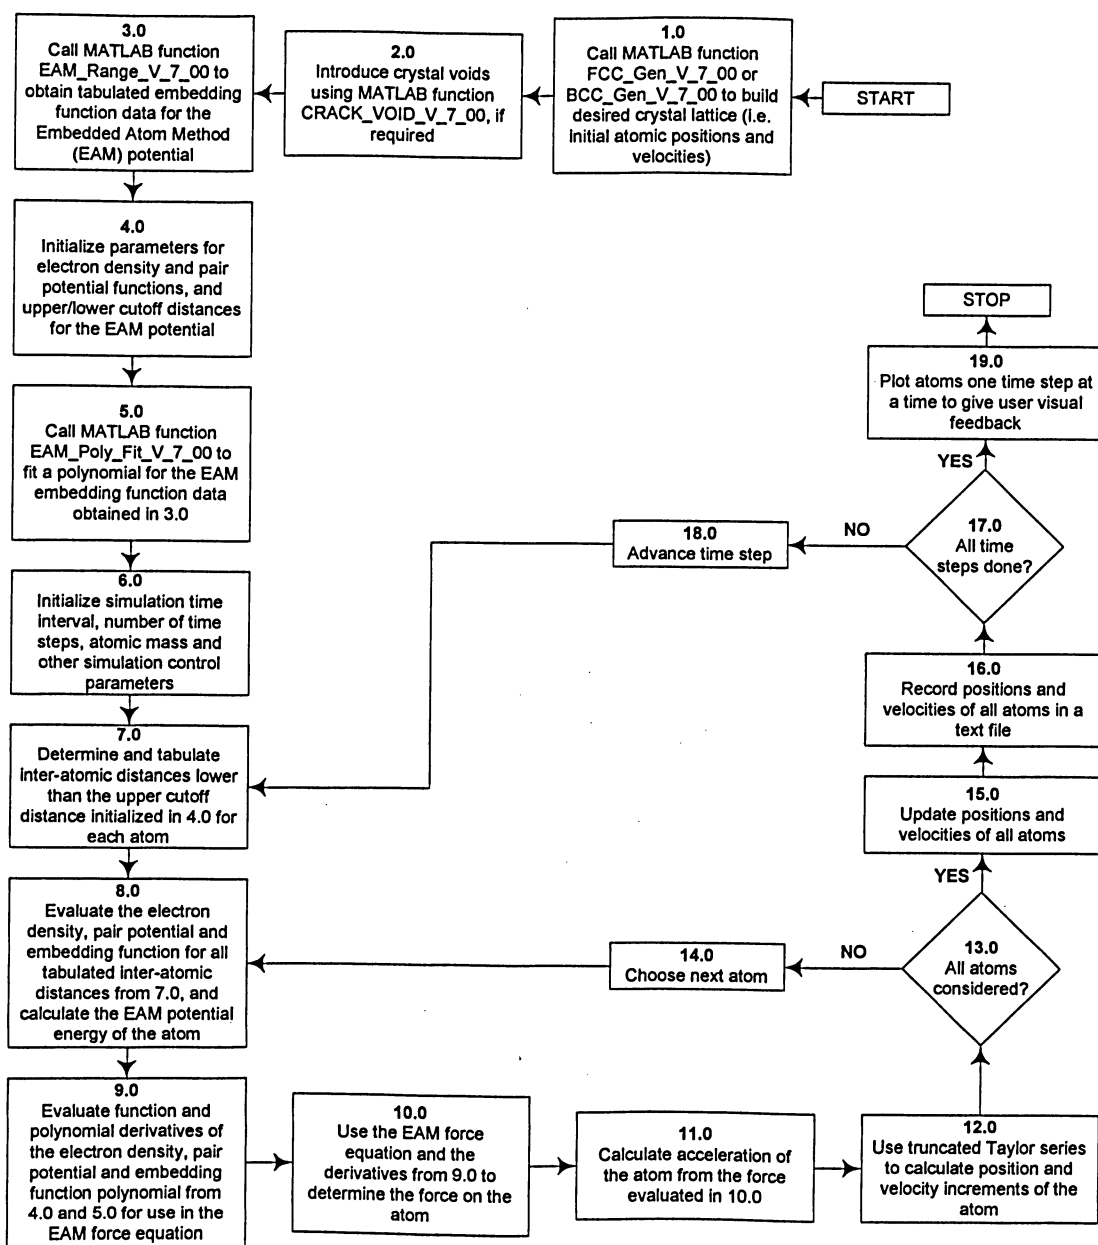 START
1.0
Call MATLAB function
FCC_Gen_V_7_00 or
BCC_Gen_V_7_00 to build
desired crystal lattice (I.e.
initial atomic positions and
velocities)
2.0
Introduce crystal voids
using MATLAB function
CRACK_VOID_V_7_00, if
required
3.0
Call MATLAB function
EAM_Range_V_7_00 to
obtain tabulated embedding
function data for the
Embedded Atom Method
(EAM) potential
4.0
Initialize parameters for
electron density and pair
potential functions, and
upper/lower cutoff distances
for the EAM potential
5.0
Call MATLAB function
EAM_Poly_Fit_V_7_00 to
fit a polynomial for the EAM
embedding function data
obtained in 3.0
6.0
Initialize simulation time
interval, number of time
steps, atomic mass and
other simulation control
parameters
7.0
Determine and tabulate
inter-atomic distances lower
than the upper cutoff
distance initialized in 4.0 for
each atom
8.0
Evaluate the electron
density, pair potential and
embedding function for all
tabulated inter-atomic
distances from 7.0, and
calculate the EAM potential
energy of the atom
9.0
Evaluate function and
polynomial derivatives of
the electron density, pair
potential and embedding
function polynomial from
4.0 and 5.0 for use in the
EAM force equation
10.0
Use the EAM force
equation and the
derivatives from 9.0 to
determine the force on the
atom
11.0
Calculate acceleration of
the atom from the force
evaluated in 10.0
12.0
Use truncated Taylor series
to calculate position and
velocity increments of the
atom
13.0
All atoms
considered?
NO
14.0
Choose next atom
YES
15.0
Update positions and
velocities of all atoms
16.0
Record positions and
velocities of all atoms in a
text file
17.0
All time
steps done?
NO
18.0
Advance time step
YES
19.0
Plot atoms one time step at
a time to give user visual
feedback
STOP